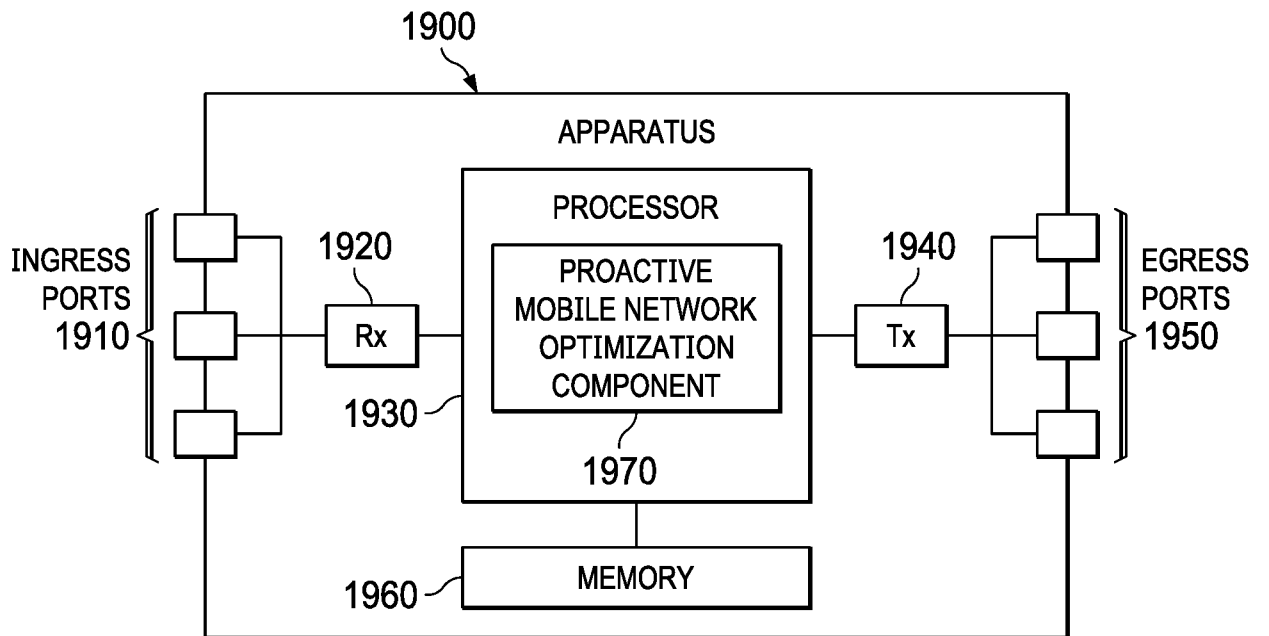 1900
APPARATUS
PROCESSOR
INGRESS
PORTS
1910
1920
Rx
PROACTIVE
MOBILE NETWORK
OPTIMIZATION
COMPONENT
1930
1970
1940
Tx
EGRESS
PORTS
1950
1960
MEMORY